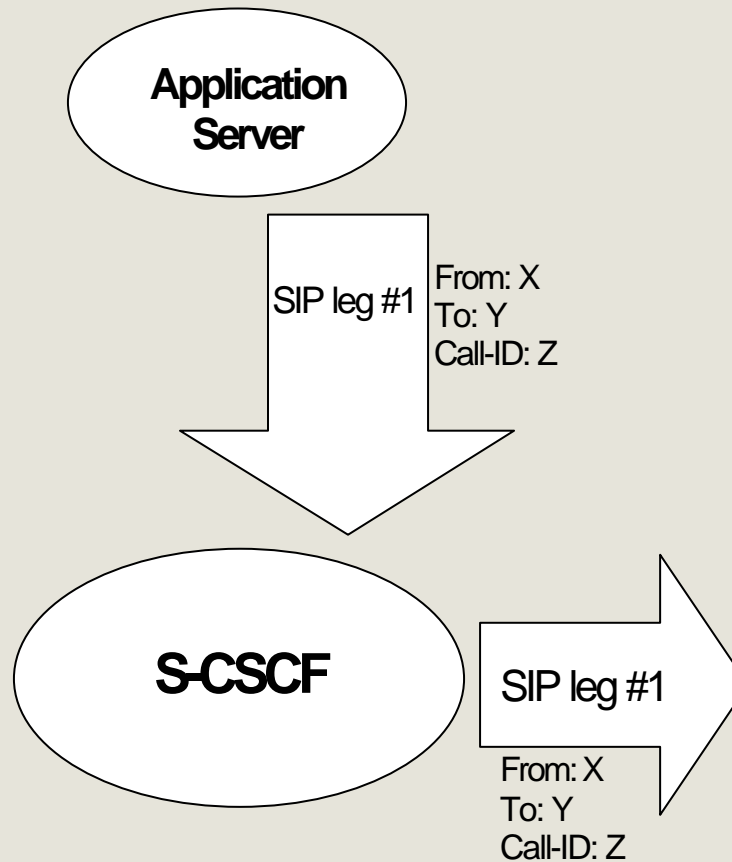 Application
Server
SIP leg #1
From: X
To: Y
Call-ID: Z
S-CSCF
SIP leg #1
From: X
To: Y
Call-ID: Z